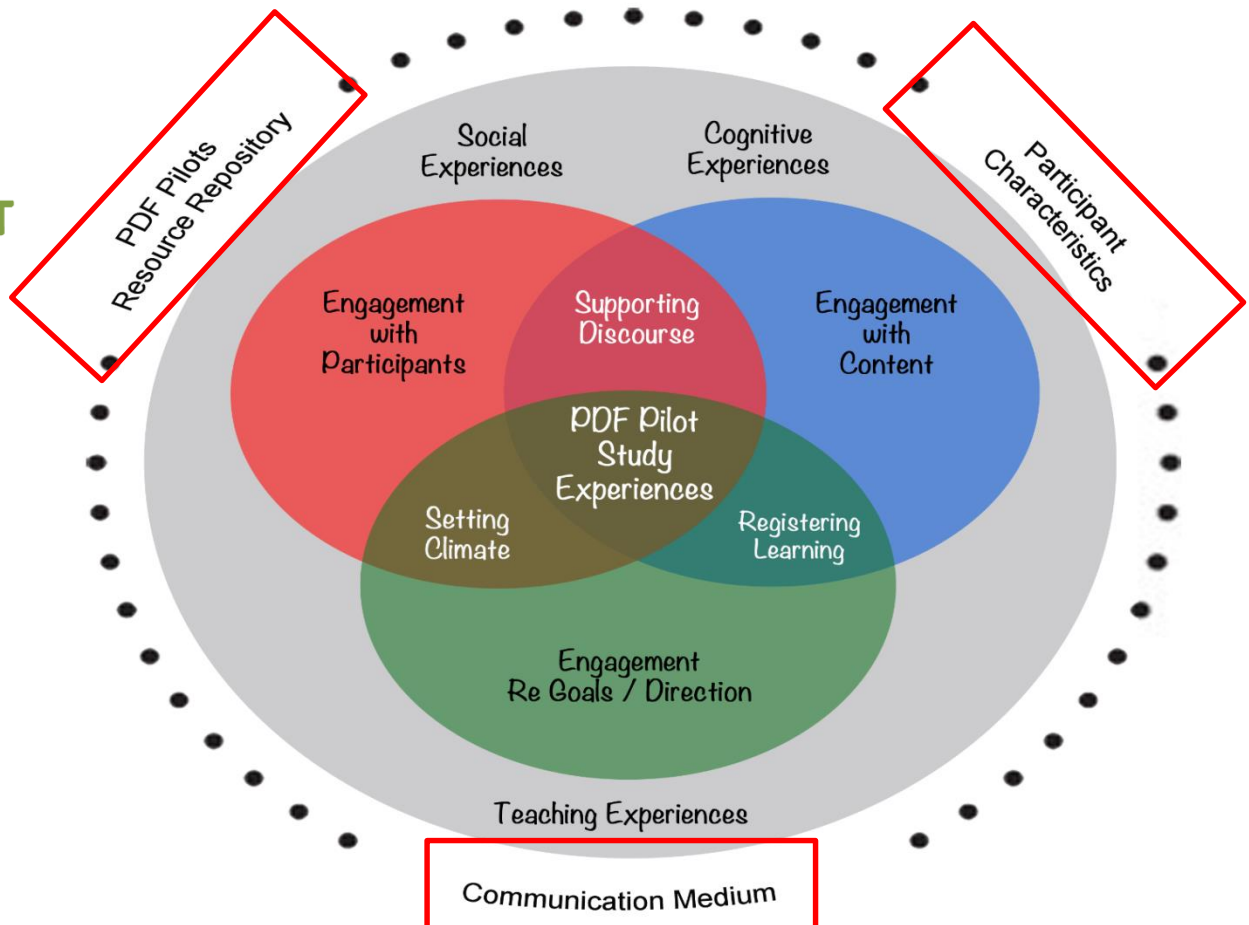 PDF Pilots
Resource Repository
Participant
Characteristics
Social
Experiences
Cognitive
Experiences
Engagement
with
Participants
Supporting
Discourse
Engagement
with
Content
PDF Pilot
Study
Experiences
Setting
Climate
Registering
Learning
Engagement
Re Goals / Direction
Teaching Experiences
Communication Medium